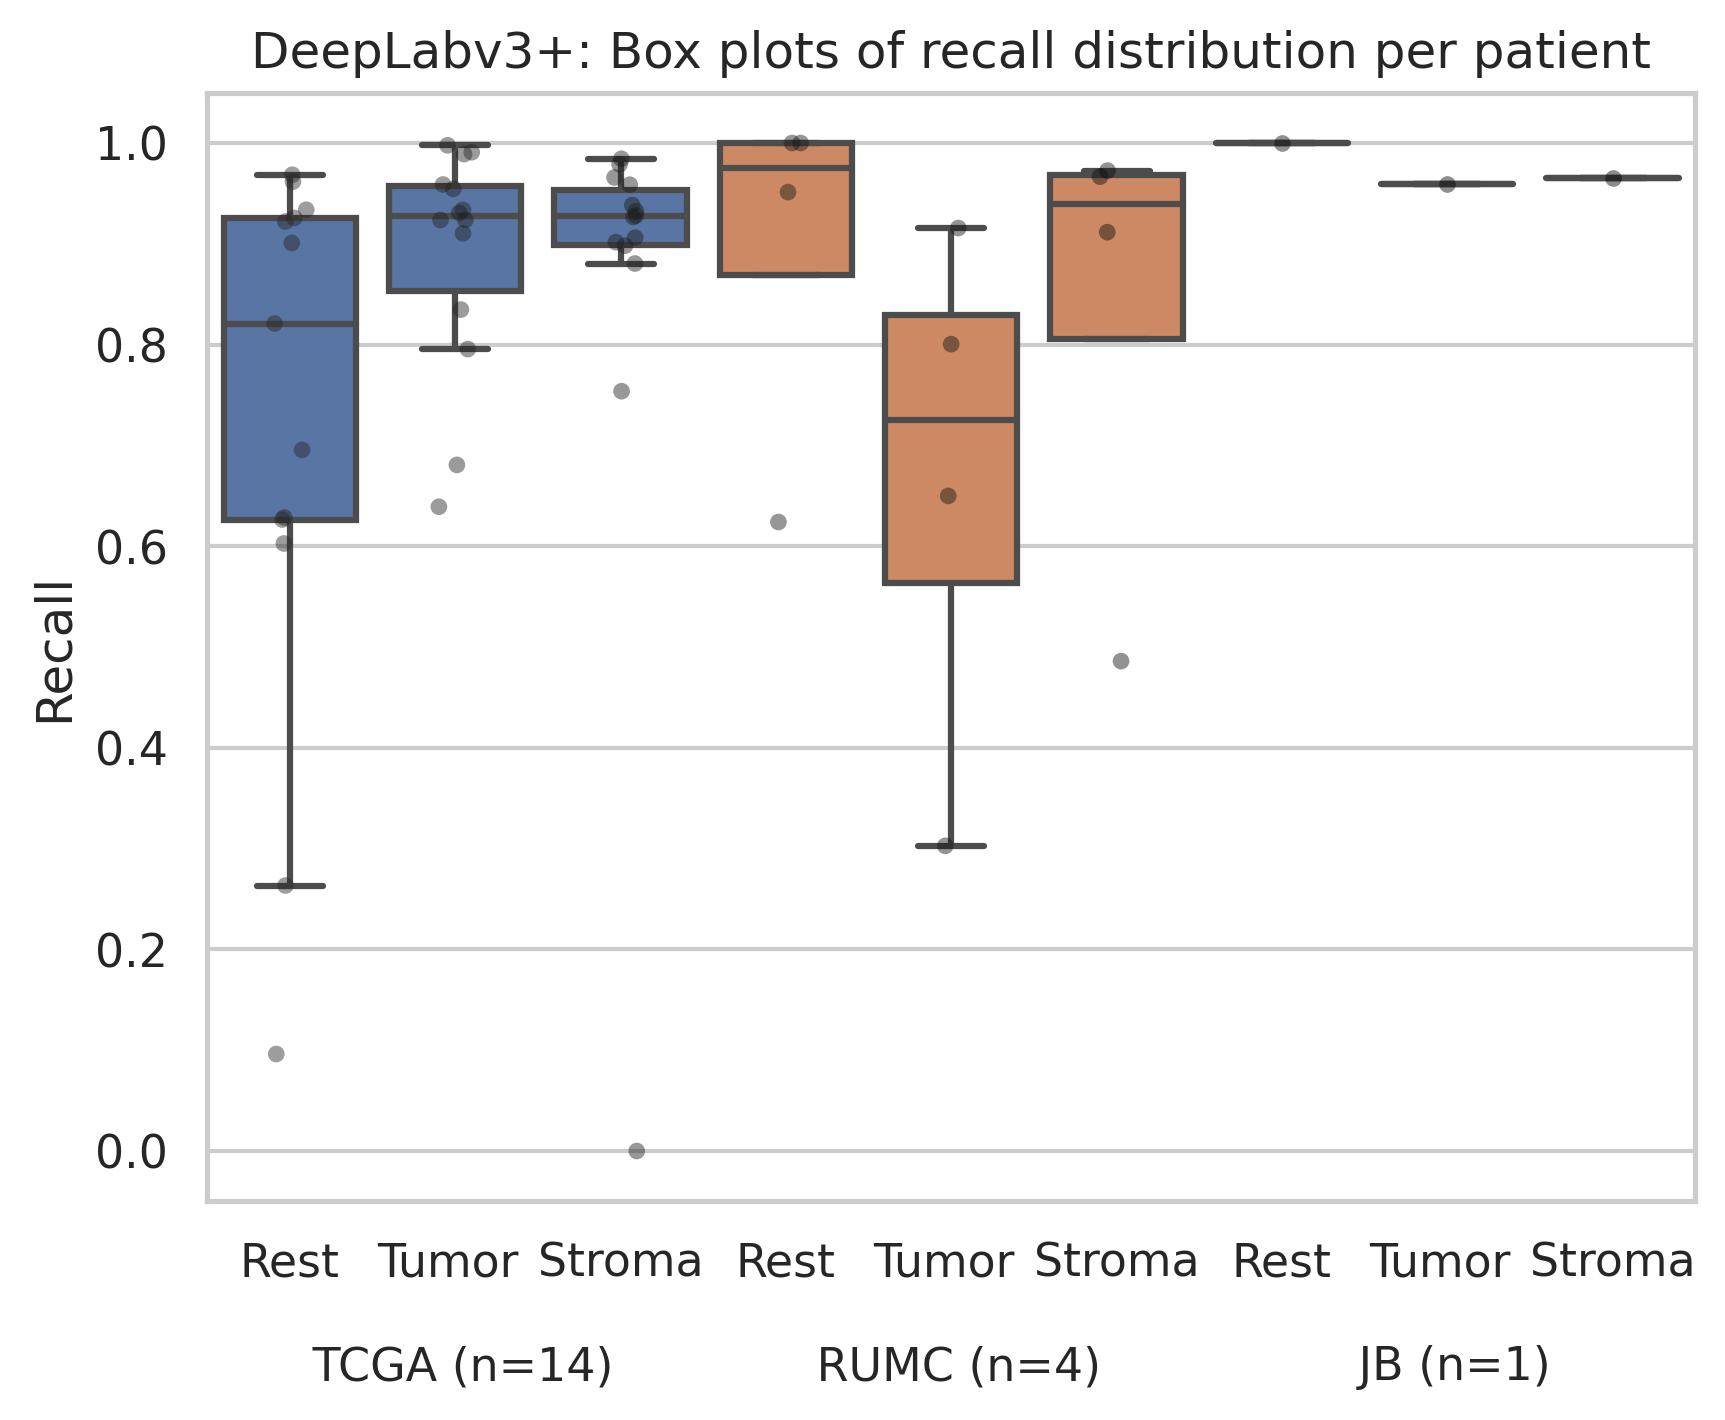 DeepLabv3+: Box plots of recall distribution per patient
1.0
0.8
0.6
0.4
0.2
0.0
Recall
Rest Tumor Stroma Rest Tumor Stroma Rest Tumor Stroma
TCGA (n=14) RUMC (n=4) JB (n=1)